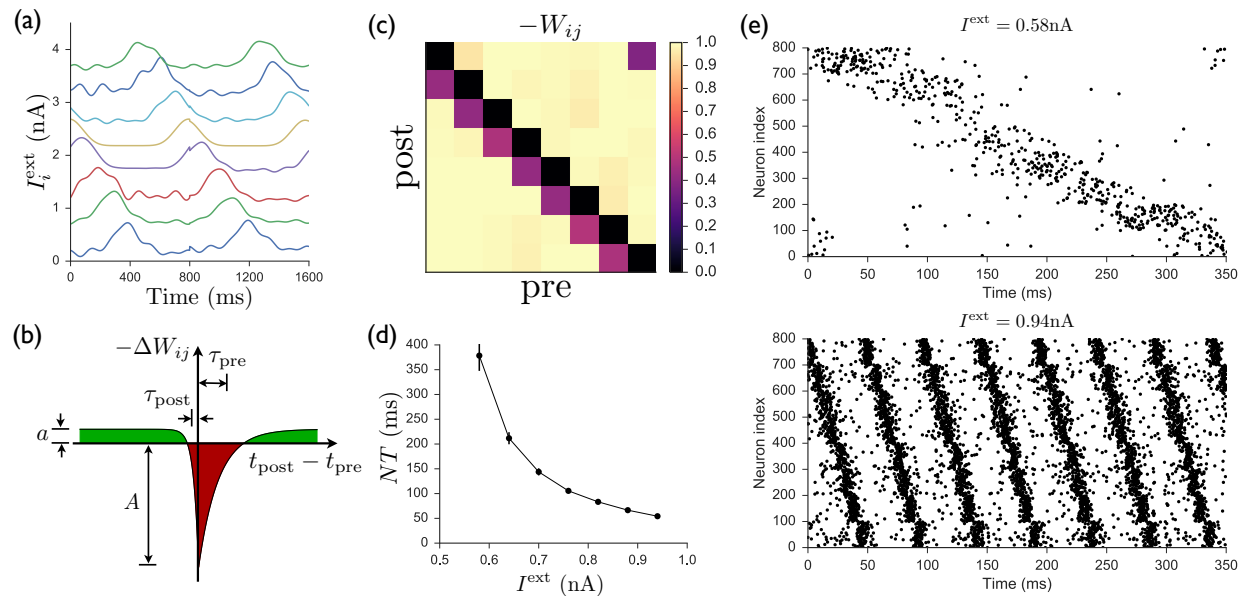 (a)
I_i^ext (nA)
4
3
2
1
0
0 400 800 1200 1600
Time (ms)
(b)
−ΔW_ij
τ_pre
τ_post
a
t_post − t_pre
A
(c)
−W_ij
post
pre
1.0
0.9
0.8
0.7
0.6
0.5
0.4
0.3
0.2
0.1
0.0
(d)
NT (ms)
400
350
300
250
200
150
100
50
0
0.5 0.6 0.7 0.8 0.9 1.0
I^ext (nA)
(e)
I^ext = 0.58nA
Neuron index
800
700
600
500
400
300
200
100
0
0 50 100 150 200 250 300 350
Time (ms)
I^ext = 0.94nA
Neuron index
800
700
600
500
400
300
200
100
0
0 50 100 150 200 250 300 350
Time (ms)